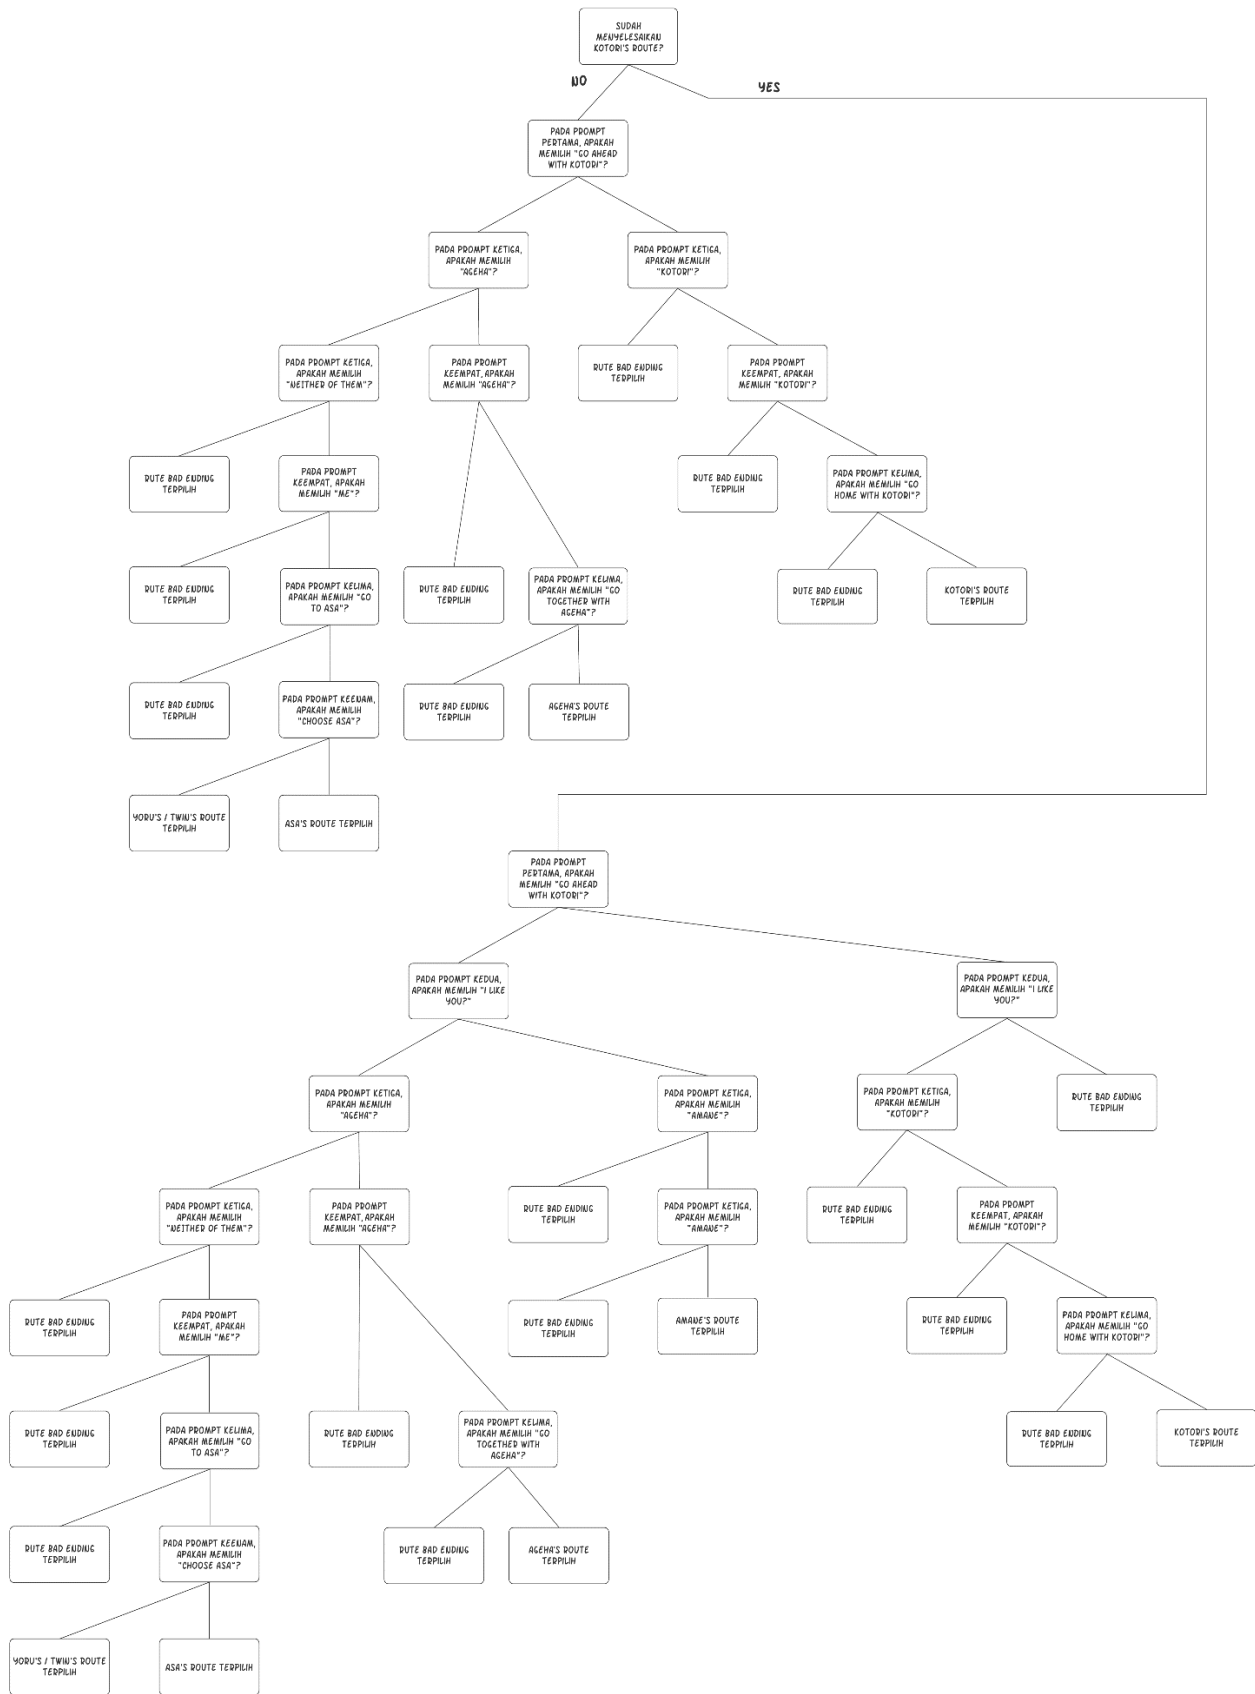 SUDAH
MENYELESAIKAN
KOTORI'S ROUTE?
NO
YES
PADA PROMPT
PERTAMA, APAKAH
MEMILIH "GO AHEAD
WITH KOTORI"?
PADA PROMPT KETIGA,
APAKAH MEMILIH
"AGEHA"?
PADA PROMPT KETIGA,
APAKAH MEMILIH
"KOTORI"?
PADA PROMPT KETIGA,
APAKAH MEMILIH
"NEITHER OF THEM"?
PADA PROMPT
KEEMPAT, APAKAH
MEMILIH "AGEHA"?
RUTE BAD ENDING
TERPILIH
PADA PROMPT
KEEMPAT, APAKAH
MEMILIH "KOTORI"?
RUTE BAD ENDING
TERPILIH
PADA PROMPT
KEEMPAT, APAKAH
MEMILIH "ME"?
RUTE BAD ENDING
TERPILIH
PADA PROMPT KELIMA,
APAKAH MEMILIH "GO
HOME WITH KOTORI"?
RUTE BAD ENDING
TERPILIH
PADA PROMPT KELIMA,
APAKAH MEMILIH "GO
TO ASA"?
RUTE BAD ENDING
TERPILIH
PADA PROMPT KELIMA,
APAKAH MEMILIH "GO
TOGETHER WITH
AGEHA"?
RUTE BAD ENDING
TERPILIH
KOTORI'S ROUTE
TERPILIH
RUTE BAD ENDING
TERPILIH
PADA PROMPT KEENAM,
APAKAH MEMILIH
"CHOOSE ASA"?
RUTE BAD ENDING
TERPILIH
AGEHA'S ROUTE
TERPILIH
YORU'S / TWIN'S ROUTE
TERPILIH
ASA'S ROUTE TERPILIH
PADA PROMPT
PERTAMA, APAKAH
MEMILIH "GO AHEAD
WITH KOTORI"?
PADA PROMPT KEDUA,
APAKAH MEMILIH "I LIKE
YOU?"
PADA PROMPT KEDUA,
APAKAH MEMILIH "I LIKE
YOU?"
PADA PROMPT KETIGA,
APAKAH MEMILIH
"AGEHA"?
PADA PROMPT KETIGA,
APAKAH MEMILIH
"AMANE"?
PADA PROMPT KETIGA,
APAKAH MEMILIH
"KOTORI"?
RUTE BAD ENDING
TERPILIH
PADA PROMPT KETIGA,
APAKAH MEMILIH
"NEITHER OF THEM"?
PADA PROMPT
KEEMPAT, APAKAH
MEMILIH "AGEHA"?
RUTE BAD ENDING
TERPILIH
PADA PROMPT KETIGA,
APAKAH MEMILIH
"AMANE"?
RUTE BAD ENDING
TERPILIH
PADA PROMPT
KEEMPAT, APAKAH
MEMILIH "KOTORI"?
RUTE BAD ENDING
TERPILIH
PADA PROMPT
KEEMPAT, APAKAH
MEMILIH "ME"?
RUTE BAD ENDING
TERPILIH
AMANE'S ROUTE
TERPILIH
RUTE BAD ENDING
TERPILIH
PADA PROMPT KELIMA,
APAKAH MEMILIH "GO
HOME WITH KOTORI"?
RUTE BAD ENDING
TERPILIH
PADA PROMPT KELIMA,
APAKAH MEMILIH "GO
TO ASA"?
RUTE BAD ENDING
TERPILIH
PADA PROMPT KELIMA,
APAKAH MEMILIH "GO
TOGETHER WITH
AGEHA"?
RUTE BAD ENDING
TERPILIH
KOTORI'S ROUTE
TERPILIH
RUTE BAD ENDING
TERPILIH
PADA PROMPT KEENAM,
APAKAH MEMILIH
"CHOOSE ASA"?
RUTE BAD ENDING
TERPILIH
AGEHA'S ROUTE
TERPILIH
YORU'S / TWIN'S ROUTE
TERPILIH
ASA'S ROUTE TERPILIH